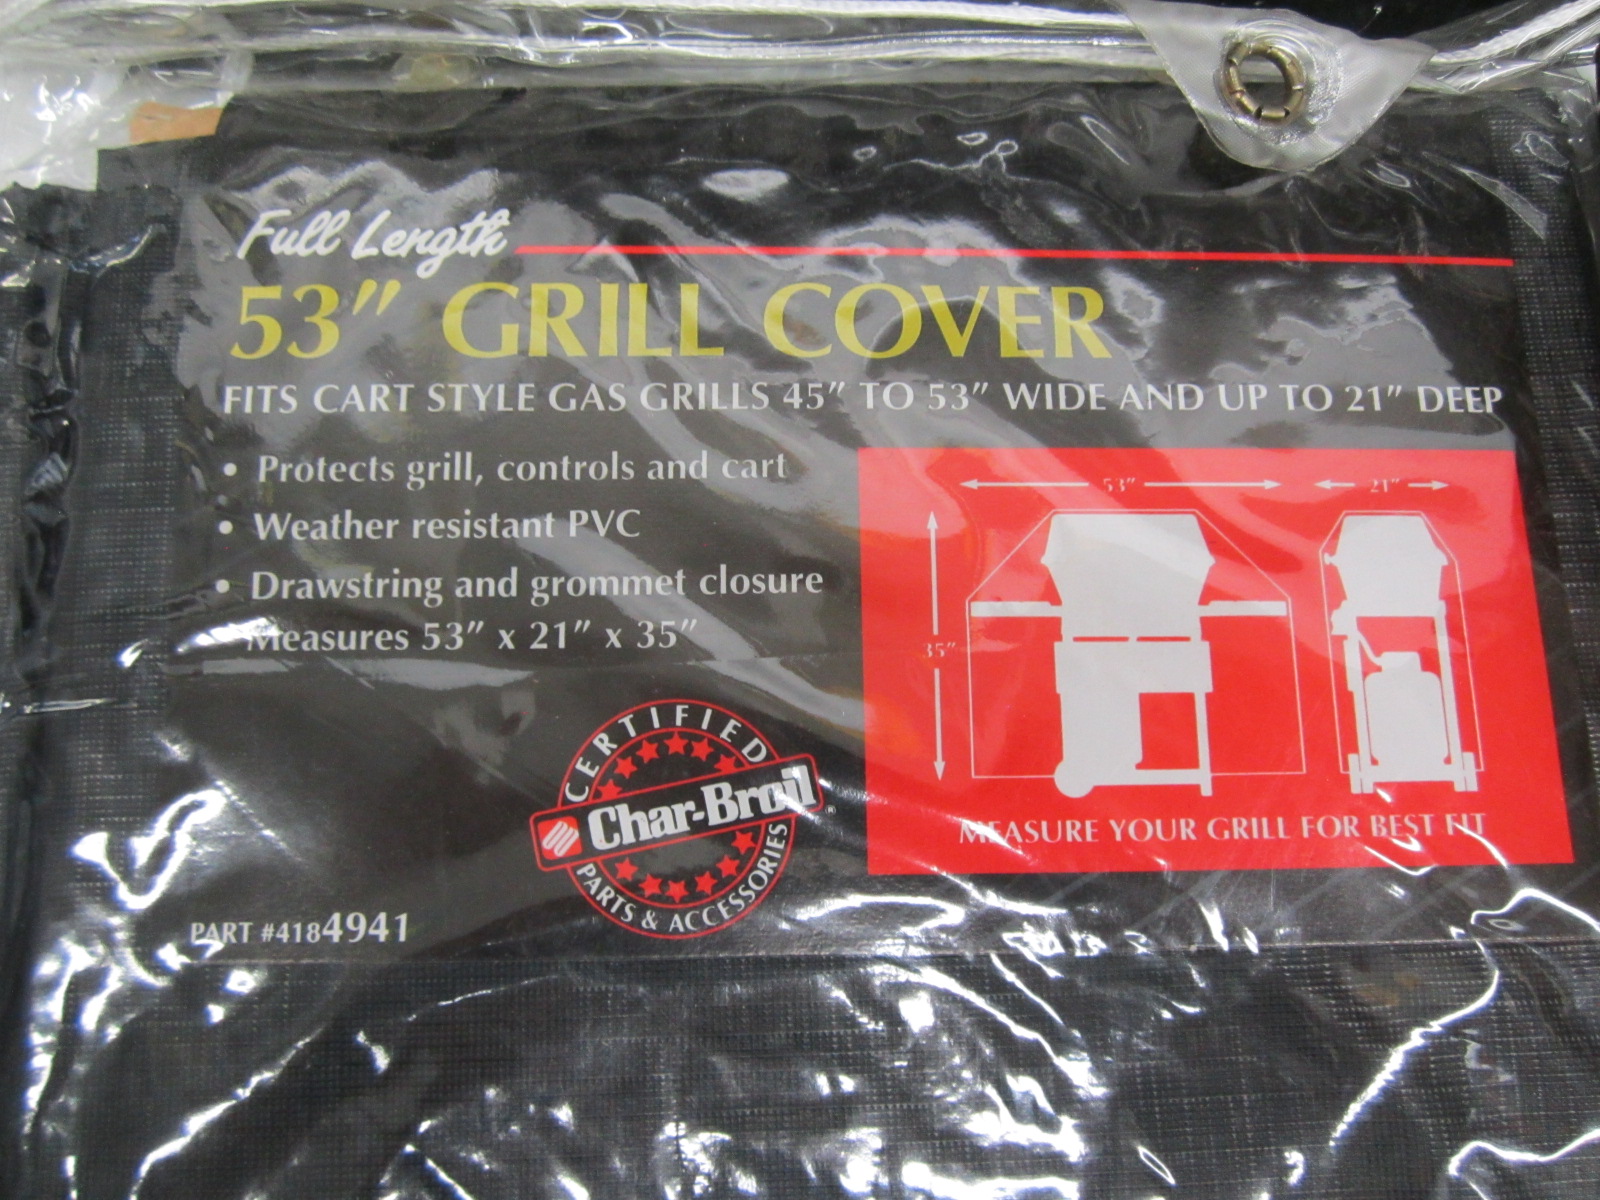 Full Length
53" GRILL COVER
FITS CART STYLE GAS GRILLS 45" TO 53" WIDE AND UP TO 21" DEEP
• Protects grill, controls and cart
• Weather resistant PVC
• Drawstring and grommet closure
Measures 53" x 21" x 35"
53"
21"
35"
MEASURE YOUR GRILL FOR BEST FIT
CERTIFIED
Char-Broil
PARTS & ACCESSORIES
PART #4184941